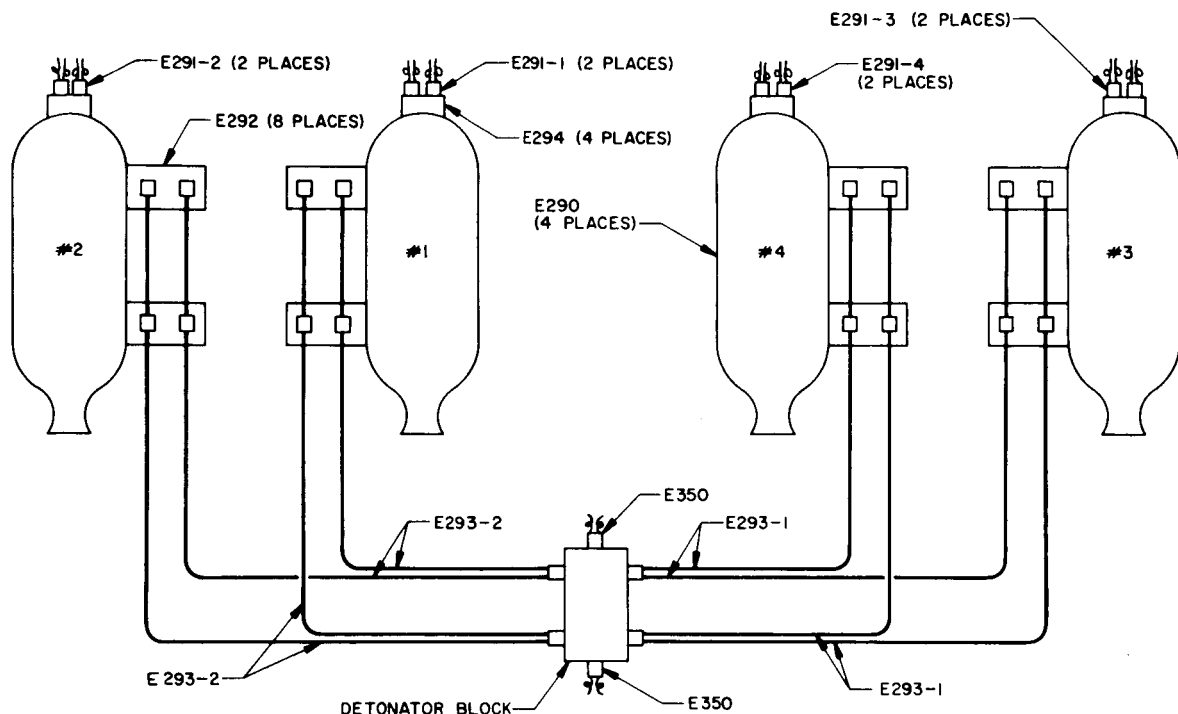 E291-3 (2 PLACES)
E291-2 (2 PLACES)
E291-1 (2 PLACES)
E291-4
(2 PLACES)
E292 (8 PLACES)
E294 (4 PLACES)
E290
(4 PLACES)
#2
#1
#4
#3
E350
E293-2
E293-1
E293-2
E293-1
E350
DETONATOR BLOCK